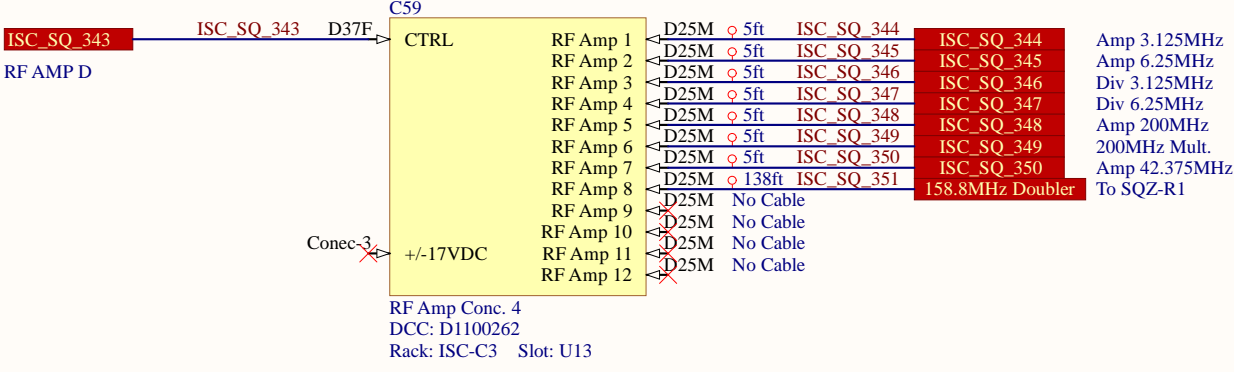 C59
ISC_SQ_343 ISC_SQ_343 D37F CTRL
RF AMP D
RF Amp 1 D25M 5ft ISC_SQ_344 ISC_SQ_344 Amp 3.125MHz
RF Amp 2 D25M 5ft ISC_SQ_345 ISC_SQ_345 Amp 6.25MHz
RF Amp 3 D25M 5ft ISC_SQ_346 ISC_SQ_346 Div 3.125MHz
RF Amp 4 D25M 5ft ISC_SQ_347 ISC_SQ_347 Div 6.25MHz
RF Amp 5 D25M 5ft ISC_SQ_348 ISC_SQ_348 Amp 200MHz
RF Amp 6 D25M 5ft ISC_SQ_349 ISC_SQ_349 200MHz Mult.
RF Amp 7 D25M 5ft ISC_SQ_350 ISC_SQ_350 Amp 42.375MHz
RF Amp 8 D25M 138ft ISC_SQ_351 158.8MHz Doubler To SQZ-R1
RF Amp 9 D25M No Cable
RF Amp 10 D25M No Cable
Conec-3 +/-17VDC RF Amp 11 D25M No Cable
RF Amp 12 D25M No Cable
RF Amp Conc. 4
DCC: D1100262
Rack: ISC-C3 Slot: U13